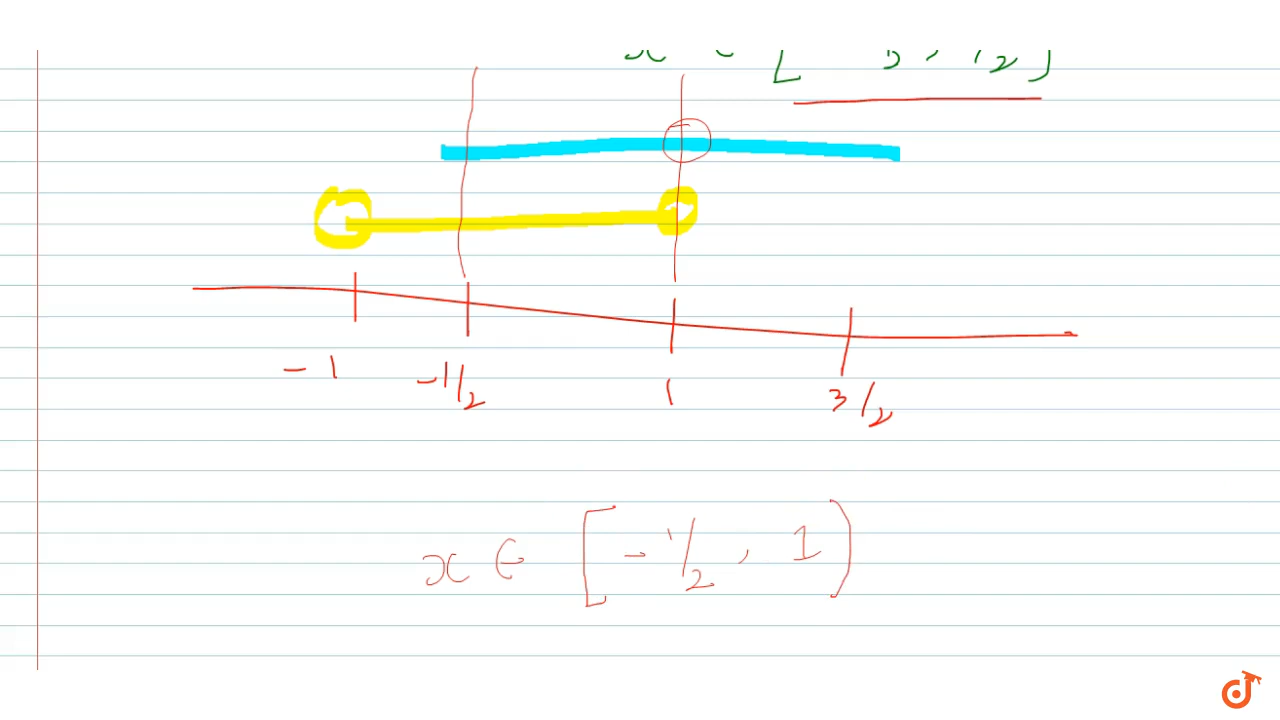 -1 -1/2 1 3/2
x ∈ [-1/2, 1)